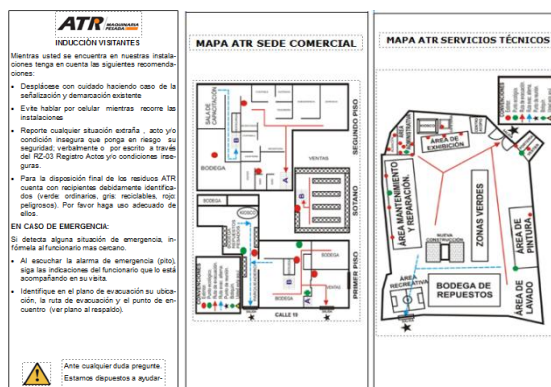 ATR MAQUINARIA PESADA
INDUCCIÓN VISITANTES
Mientras usted se encuentra en nuestras instala-
ciones tenga en cuenta las siguientes recomenda-
ciones:
Desplácese con cuidado haciendo caso de la
señalización y demarcación existente
Evite hablar por celular mientras recorre las
instalaciones
Reporte cualquier situación extraña , acto y/o
condición insegura que ponga en riesgo su
seguridad; verbalmente o por escrito a través
del RZ-03 Registro Actos y/o condiciones inse-
guras.
Para la disposición final de los residuos ATR
cuenta con recipientes debidamente identifica-
dos (verde: ordinarios, gris: reciclables, rojo:
peligrosos). Por favor haga uso adecuado de
ellos.
EN CASO DE EMERGENCIA:
Si detecta alguna situación de emergencia, in-
fórmela al funcionario mas cercano.
Al escuchar la alarma de emergencia (pito),
siga las indicaciones del funcionario que lo está
acompañando en su visita.
Identifique en el plano de evacuación su ubica-
ción, la ruta de evacuación y el punto de en-
cuentro (ver plano al respaldo).
Ante cualquier duda pregunte.
Estamos dispuestos a ayudar-
MAPA ATR SEDE COMERCIAL
SALA DE
CAPACITACIÓN
B
BODEGA
VENTAS
A
SEGUNDO PISO
BODEGA
KIOSCO
B
SOTANO
BODEGA
BODEGA
VENTAS
A
PRIMER PISO
CONVENCIONES
CALLE 19
MAPA ATR SERVICIOS TÉCNICOS
CONVENCIONES
ÁREA
ADMINISTRATIVA
ÁREA DE
EXHIBICIÓN
ÁREA MANTENIMIENTO
Y REPARACIÓN.
ZONAS VERDES
NUEVA
CONSTRUCCIÓN
ÁREA DE
PINTURA
ÁREA
RECREATIVA
BODEGA DE
REPUESTOS
ÁREA DE
LAVADO